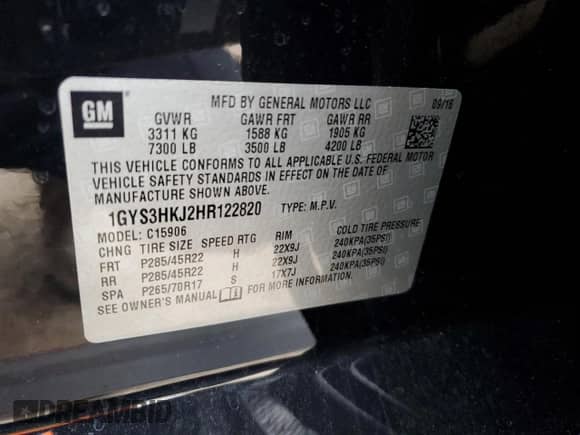 GM
MFD BY GENERAL MOTORS LLC
09/16
GVWR GAWR FRT GAWR RR
3311 KG 1588 KG 1905 KG
7300 LB 3500 LB 4200 LB
THIS VEHICLE CONFORMS TO ALL APPLICABLE U.S. FEDERAL MOTOR
VEHICLE SAFETY STANDARDS IN EFFECT ON THE DATE OF
MANUFACTURE SHOWN ABOVE.
1GYS3HKJ2HR122820 TYPE: M.P.V.
MODEL: C15906
CHNG TIRE SIZE SPEED RTG RIM COLD TIRE PRESSURE
FRT P285/45R22 H 22X9J 240KPA(35PSI)
RR P285/45R22 H 22X9J 240KPA(35PSI)
SPA P265/70R17 S 17X7J 240KPA(35PSI)
SEE OWNER'S MANUAL FOR MORE INFORMATION
DREAMBID